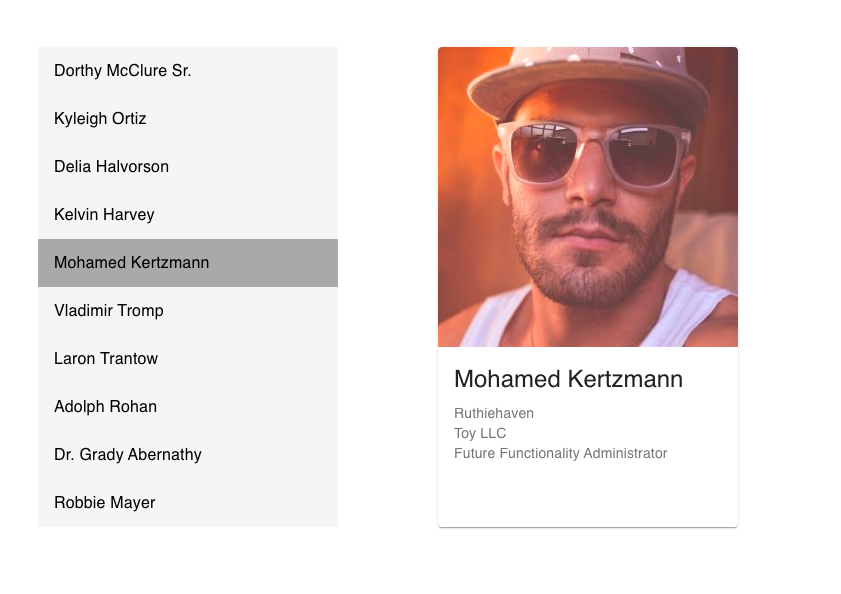 Dorthy McClure Sr.
Kyleigh Ortiz
Delia Halvorson
Kelvin Harvey
Mohamed Kertzmann
Vladimir Tromp
Laron Trantow
Adolph Rohan
Dr. Grady Abernathy
Robbie Mayer
Mohamed Kertzmann
Ruthiehaven
Toy LLC
Future Functionality Administrator